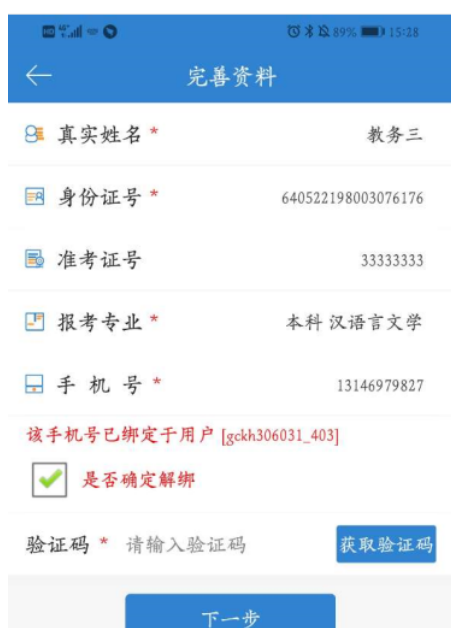 HD 46° 89% 15:28
完善资料
真实姓名 * 教务三
身份证号 * 640522198003076176
准考证号 33333333
报考专业 * 本科 汉语言文学
手 机 号 * 13146979827
该手机号已绑定于用户 [gckh306031_403]
是否确定解绑
验证码 * 请输入验证码 获取验证码
下一步